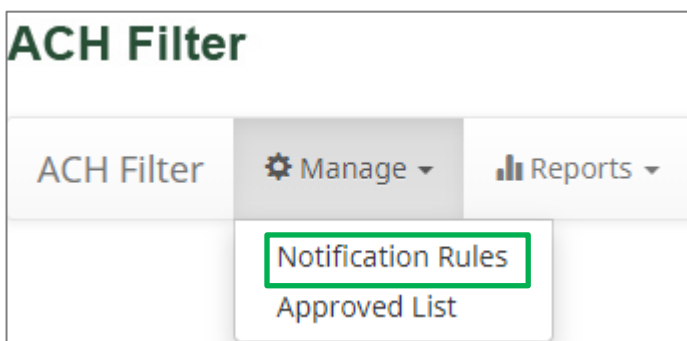 ACH Filter
ACH Filter Manage Reports
Notification Rules
Approved List